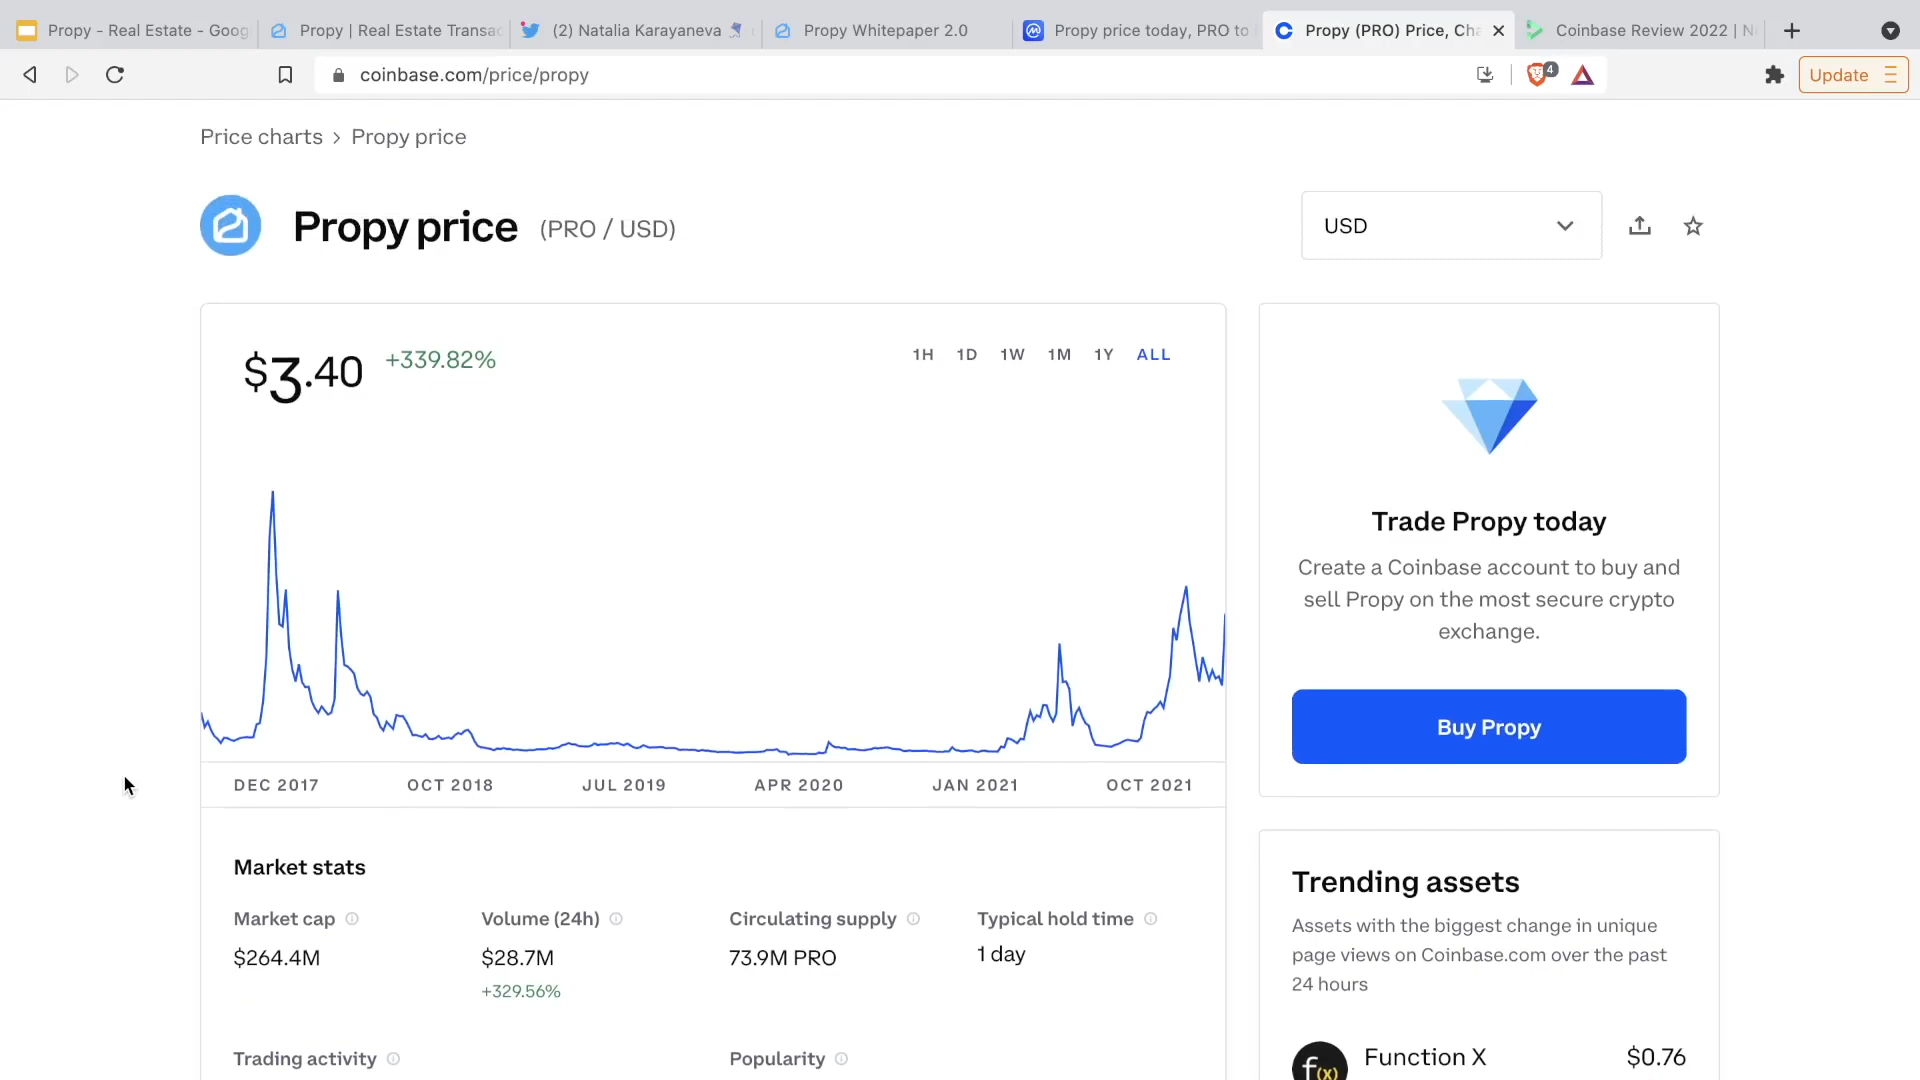 Propy - Real Estate - Goog
Propy | Real Estate Transac
(2) Natalia Karayaneva
Propy Whitepaper 2.0
Propy price today, PRO to
Propy (PRO) Price, Cha
Coinbase Review 2022 | N
coinbase.com/price/propy
4
Update
Price charts > Propy price
Propy price (PRO / USD)
USD
$3.40 +339.82%
1H 1D 1W 1M 1Y ALL
DEC 2017 OCT 2018 JUL 2019 APR 2020 JAN 2021 OCT 2021
Market stats
Market cap
$264.4M
Volume (24h)
$28.7M
+329.56%
Circulating supply
73.9M PRO
Typical hold time
1 day
Trading activity
Popularity
Trade Propy today
Create a Coinbase account to buy and
sell Propy on the most secure crypto
exchange.
Buy Propy
Trending assets
Assets with the biggest change in unique
page views on Coinbase.com over the past
24 hours
f(x)
Function X $0.76